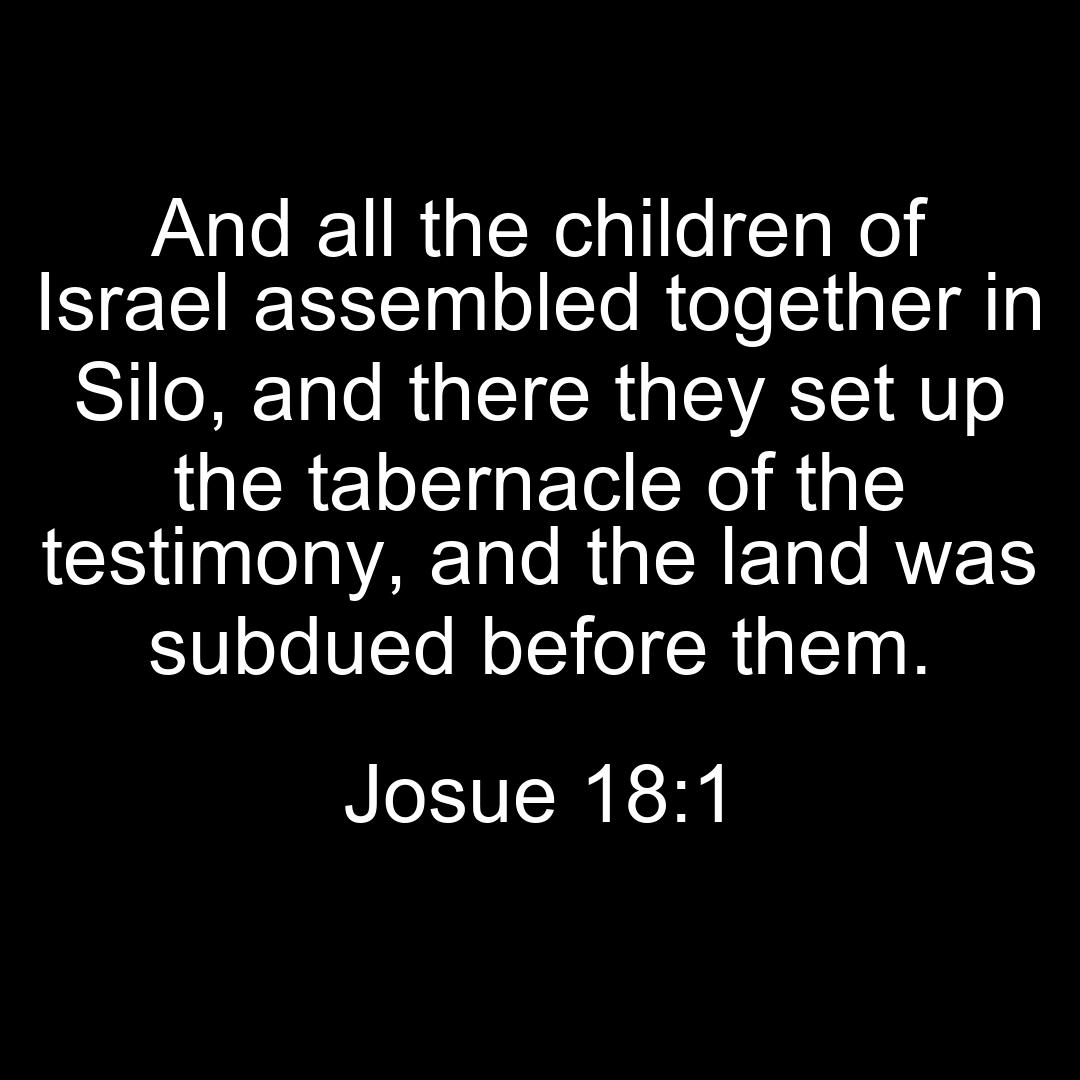 And all the children of
Israel assembled together in
Silo, and there they set up
the tabernacle of the
testimony, and the land was
subdued before them.
Josue 18:1